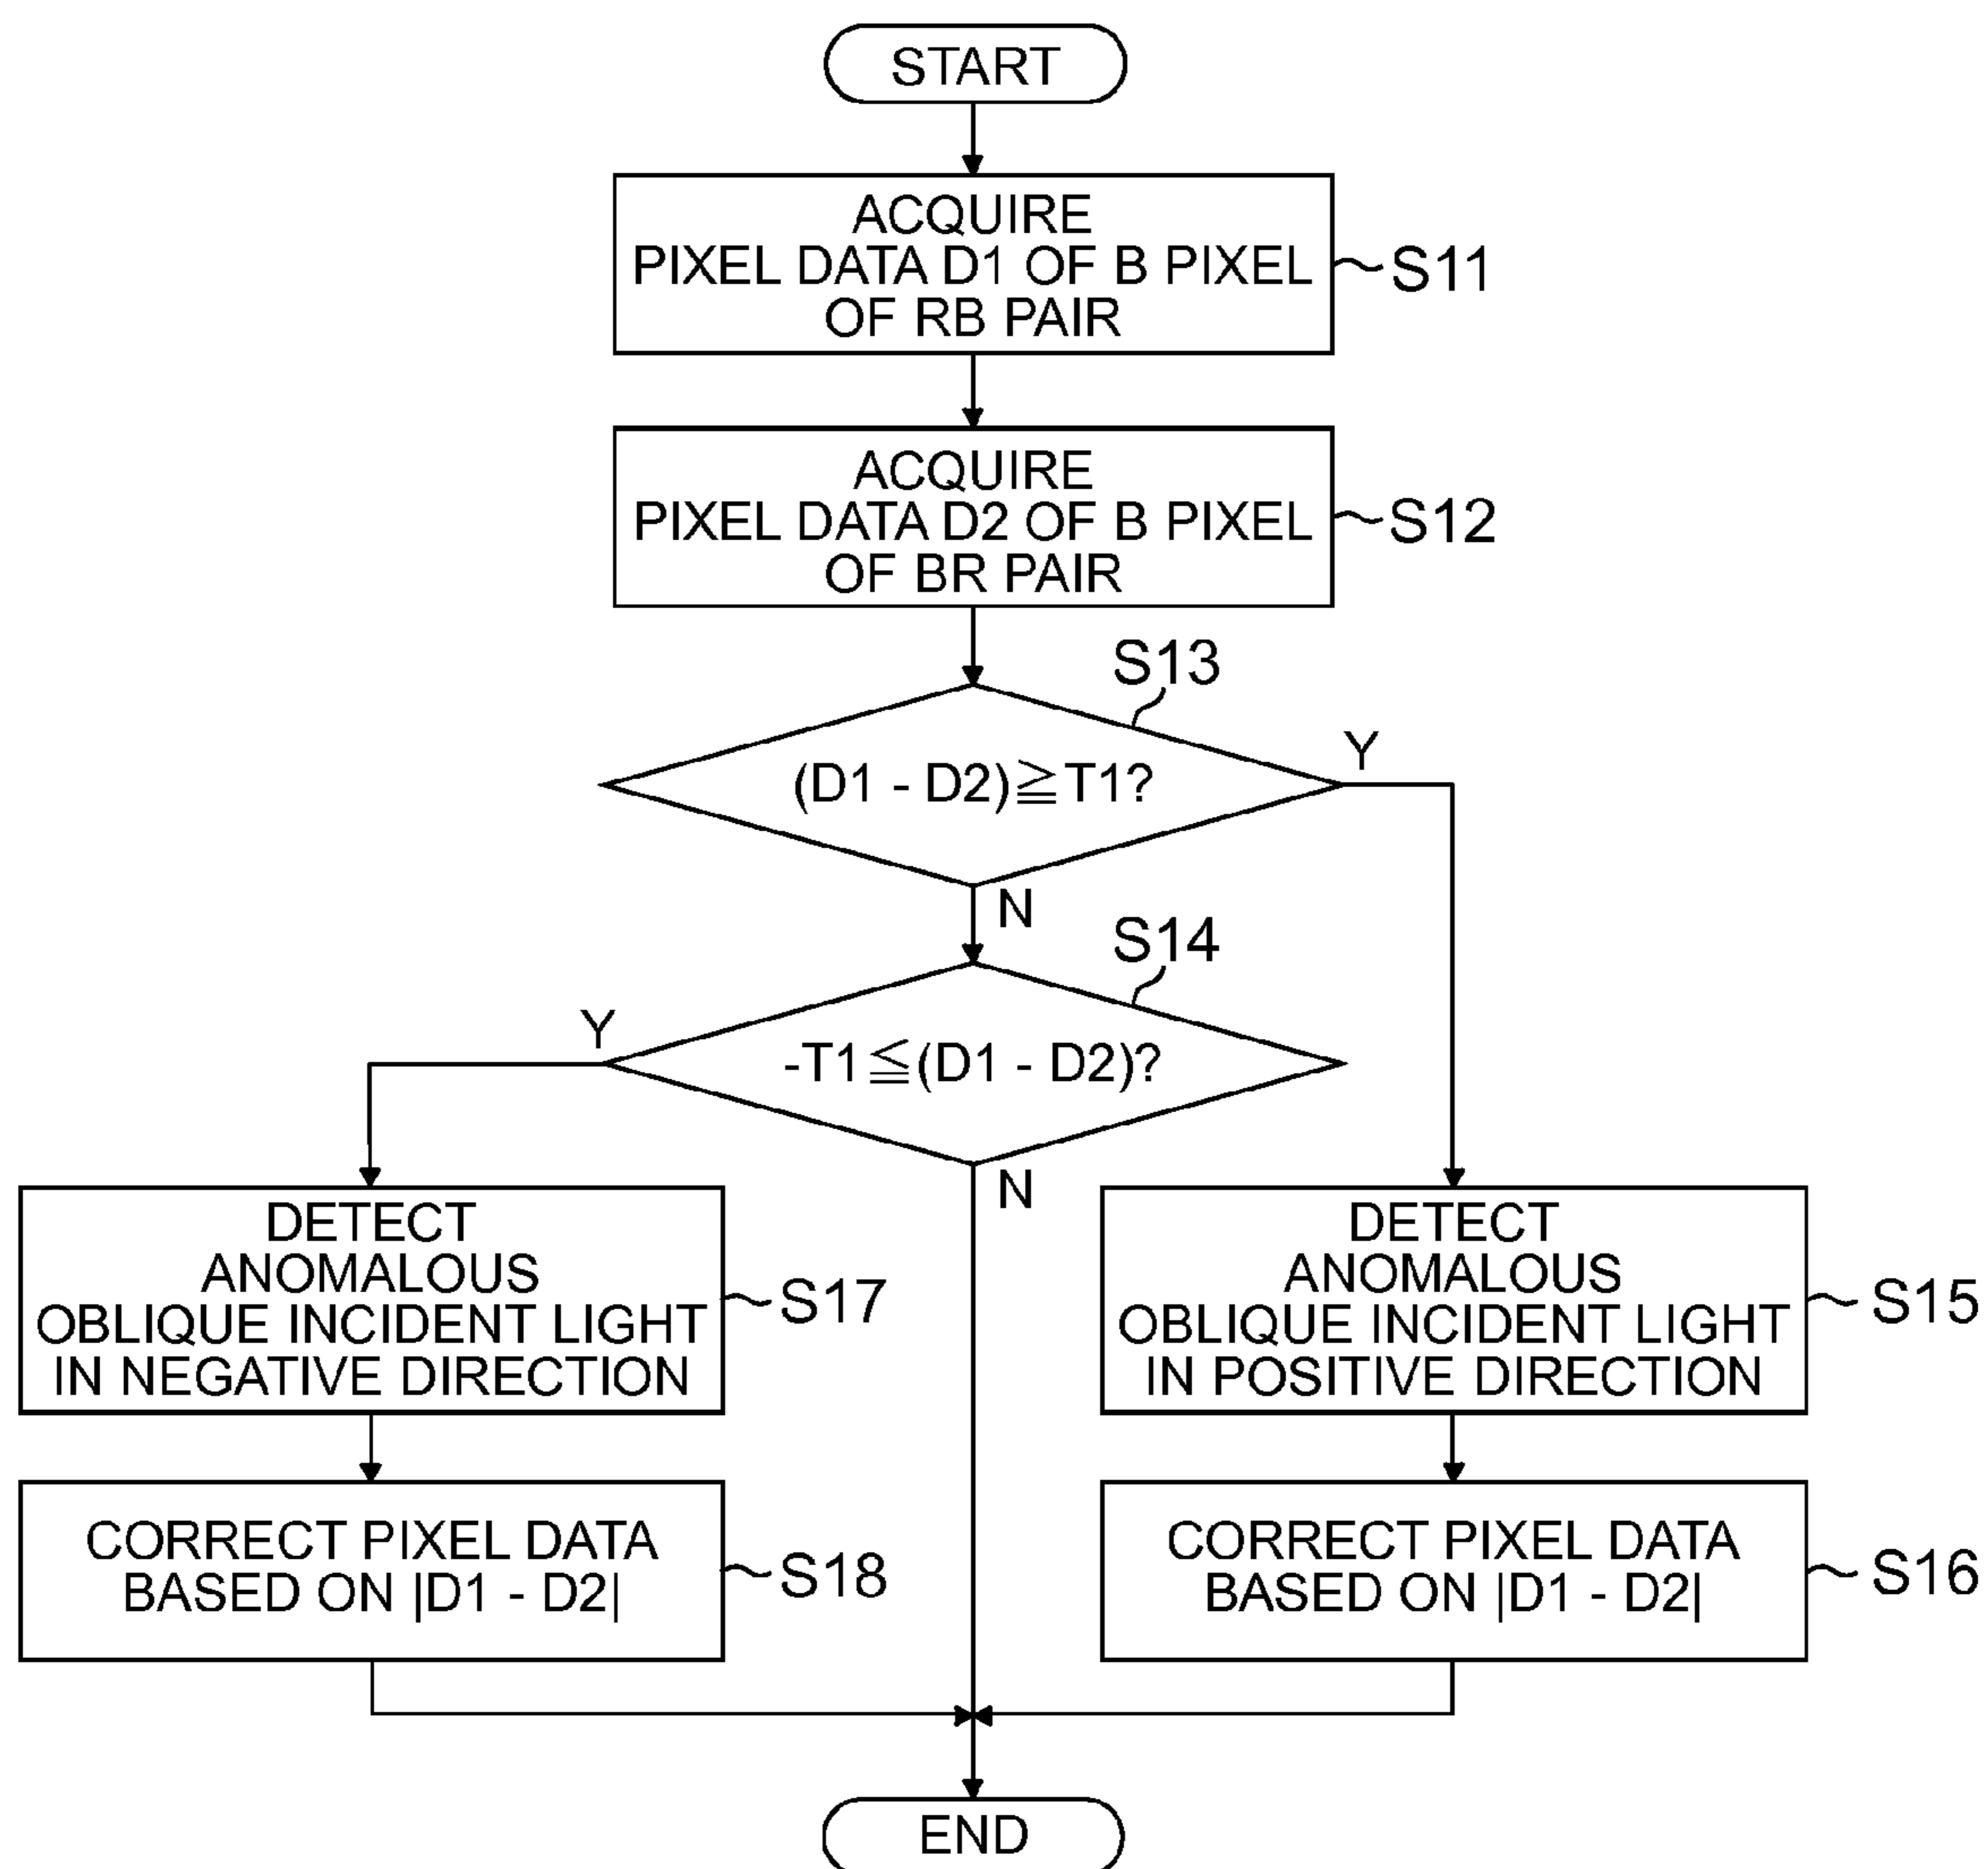 START
ACQUIRE
PIXEL DATA D1 OF B PIXEL
OF RB PAIR
S11
ACQUIRE
PIXEL DATA D2 OF B PIXEL
OF BR PAIR
S12
S13
(D1 - D2)≧T1?
Y
N
S14
-T1≦(D1 - D2)?
Y
N
DETECT
ANOMALOUS
OBLIQUE INCIDENT LIGHT
IN NEGATIVE DIRECTION
S17
DETECT
ANOMALOUS
OBLIQUE INCIDENT LIGHT
IN POSITIVE DIRECTION
S15
CORRECT PIXEL DATA
BASED ON |D1 - D2|
S18
CORRECT PIXEL DATA
BASED ON |D1 - D2|
S16
END